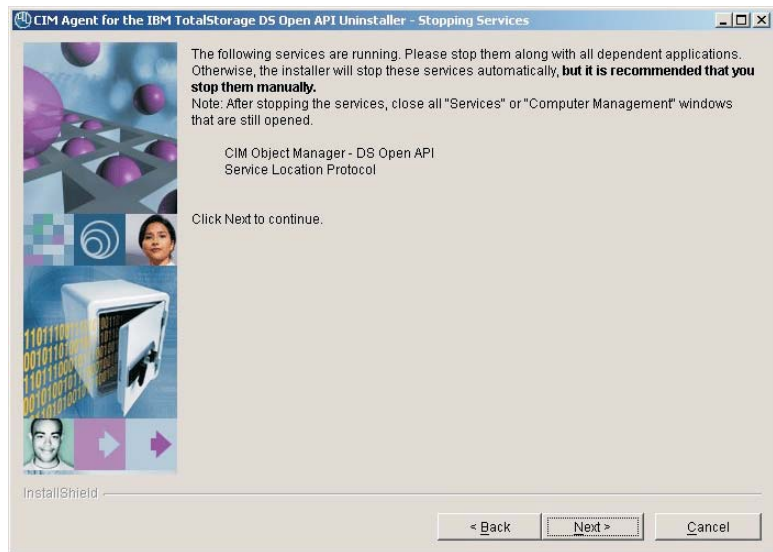 CIM Agent for the IBM TotalStorage DS Open API Uninstaller - Stopping Services
The following services are running. Please stop them along with all dependent applications.
Otherwise, the installer will stop these services automatically, but it is recommended that you
stop them manually.
Note: After stopping the services, close all "Services" or "Computer Management" windows
that are still opened.
CIM Object Manager - DS Open API
Service Location Protocol
Click Next to continue.
InstallShield
< Back
Next >
Cancel